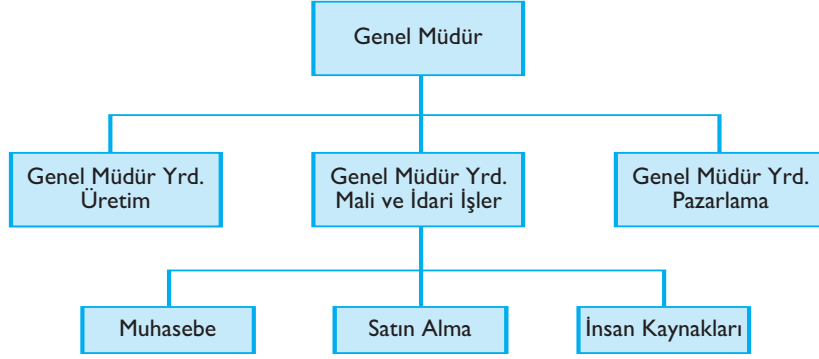 Genel Müdür
Genel Müdür Yrd.
Üretim
Genel Müdür Yrd.
Mali ve İdari İşler
Genel Müdür Yrd.
Pazarlama
Muhasebe
Satın Alma
İnsan Kaynakları